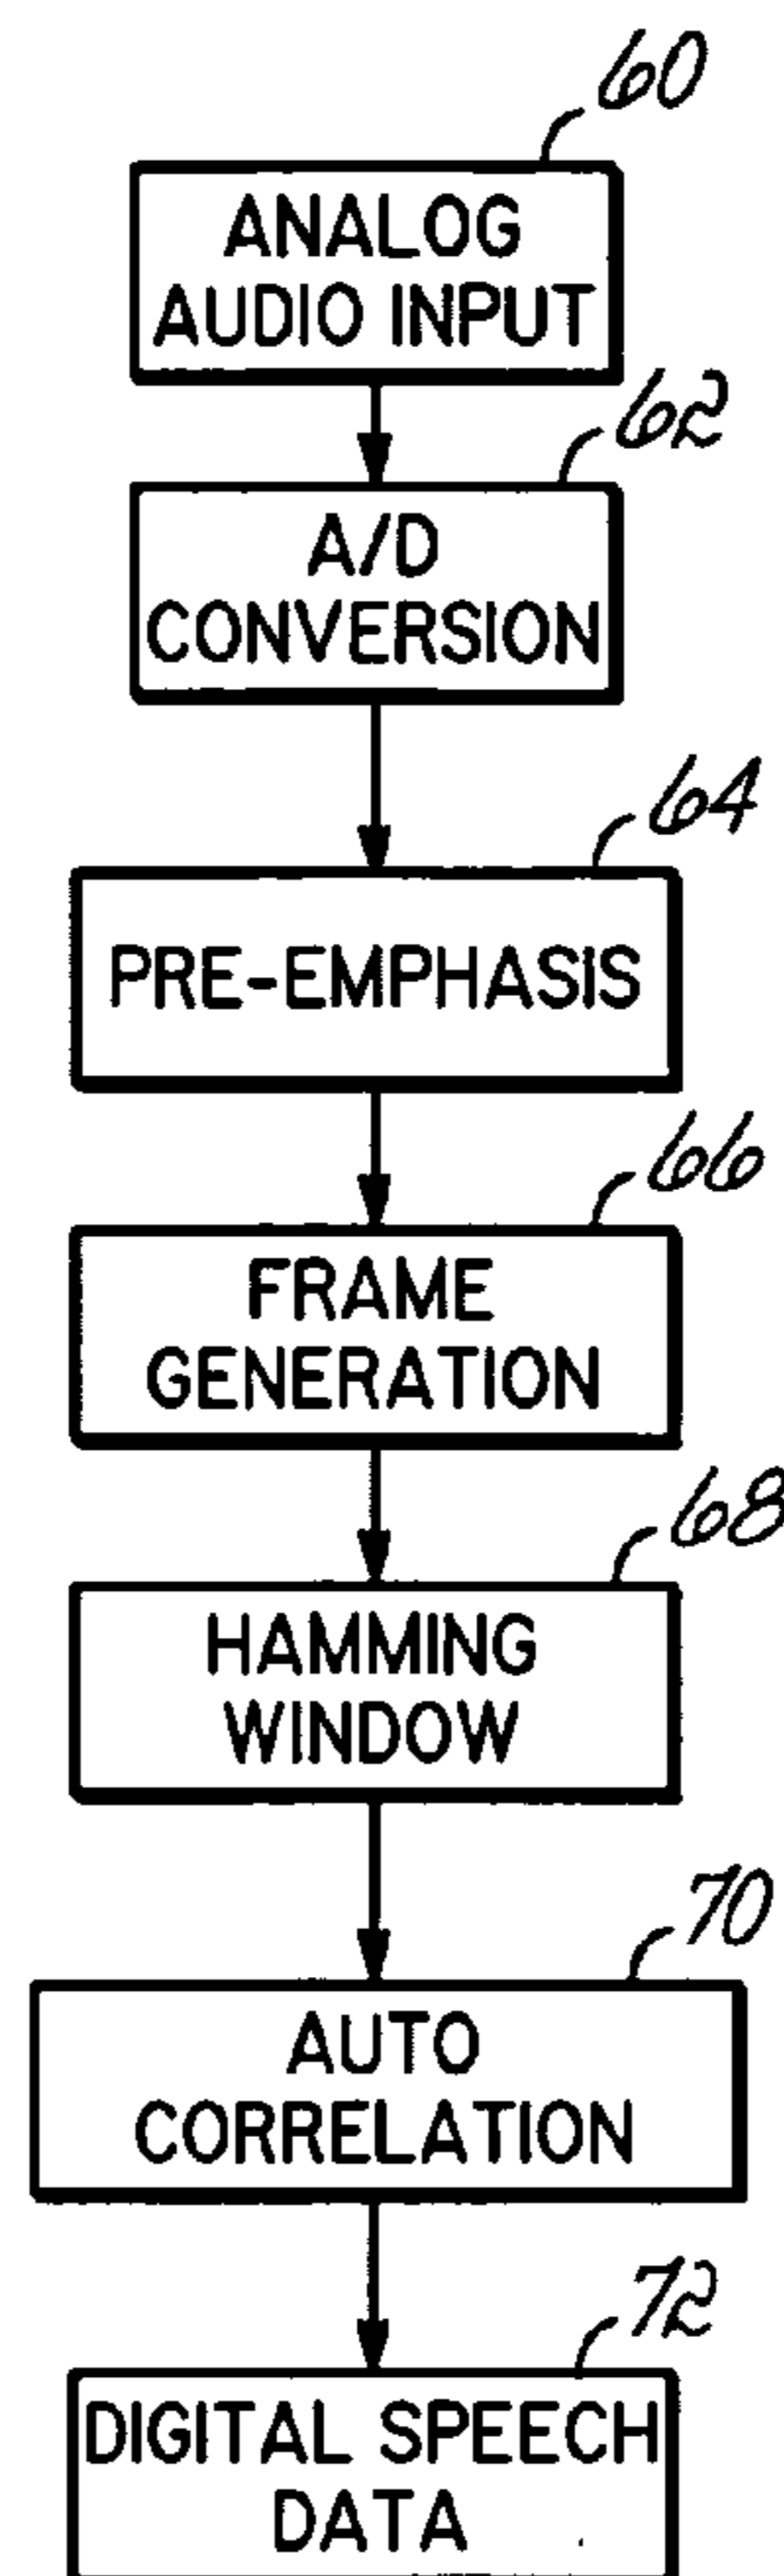 60
ANALOG
AUDIO INPUT
62
A/D
CONVERSION
64
PRE-EMPHASIS
66
FRAME
GENERATION
68
HAMMING
WINDOW
70
AUTO
CORRELATION
72
DIGITAL SPEECH
DATA